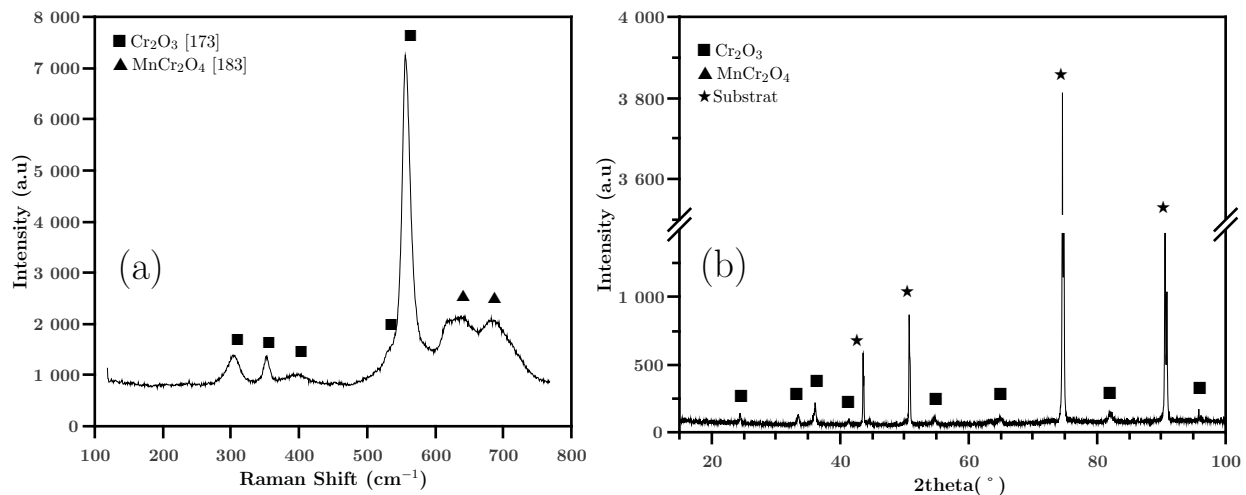 8 000
7 000
6 000
5 000
4 000
3 000
2 000
1 000
0
100 200 300 400 500 600 700 800
Intensity (a.u)
Raman Shift (cm⁻¹)
■ Cr₂O₃ [173]
▲ MnCr₂O₄ [183]
(a)
4 000
3 800
3 600
1 000
500
0
20 40 60 80 100
Intensity (a.u)
2theta(°)
■ Cr₂O₃
▲ MnCr₂O₄
★ Substrat
(b)